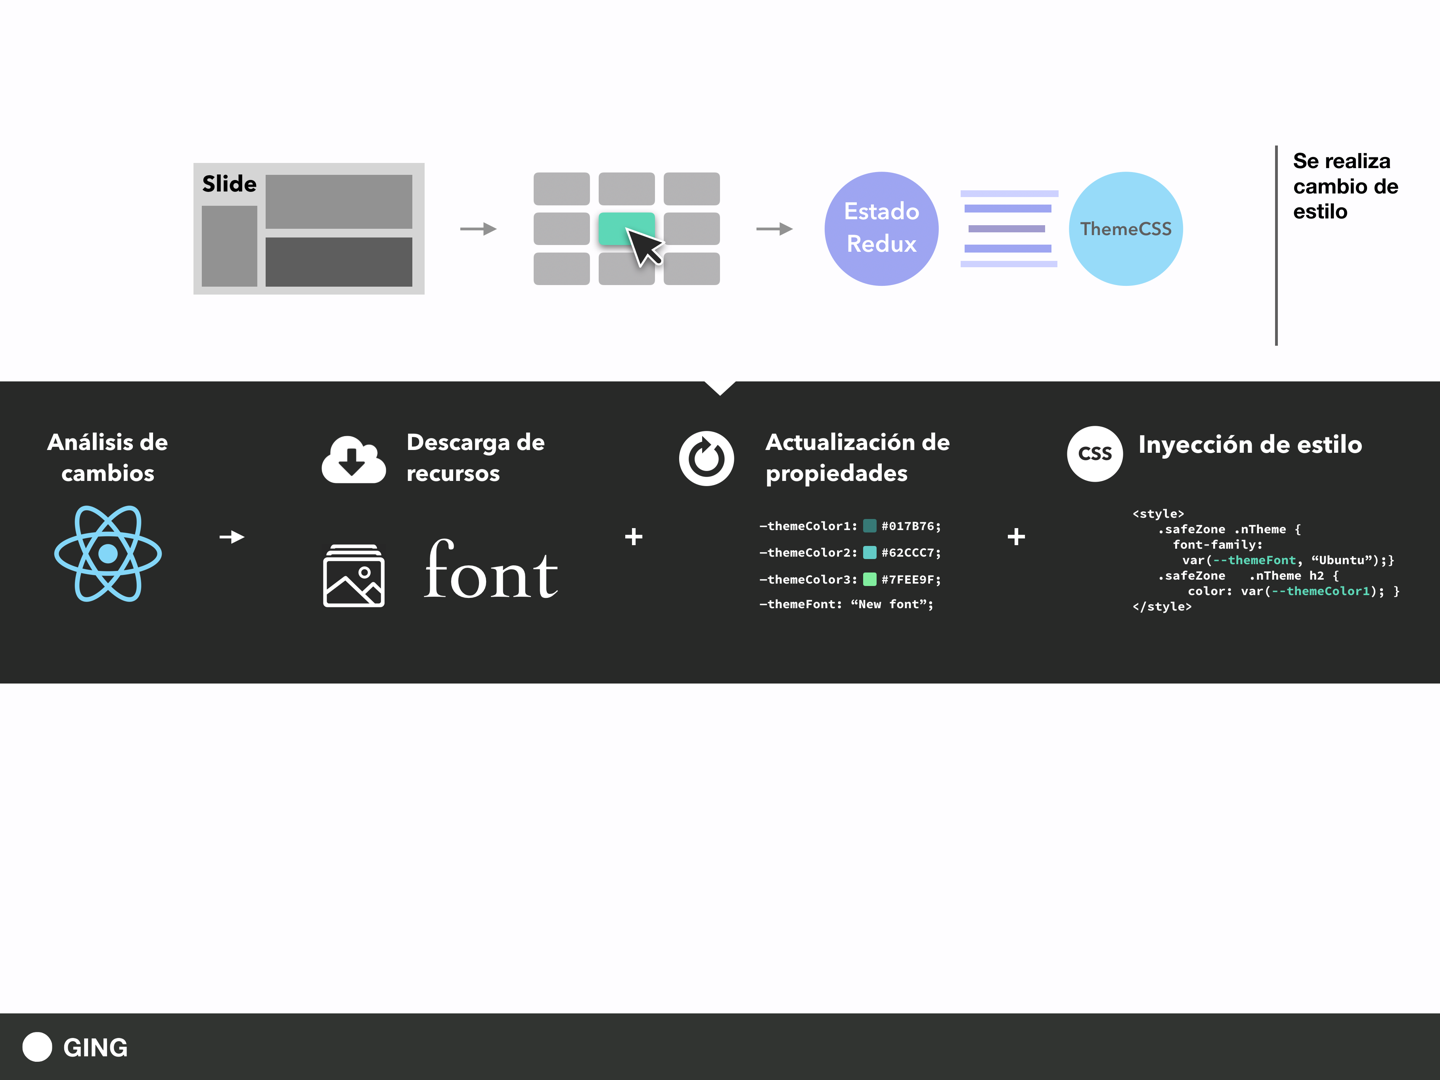 Slide
Estado
Redux
ThemeCSS
Se realiza
cambio de
estilo
Análisis de
cambios
Descarga de
recursos
font
+
Actualización de
propiedades
—themeColor1: #017B76;
—themeColor2: #62CCC7;
—themeColor3: #7FEE9F;
—themeFont: “New font”;
+
CSS
Inyección de estilo
<style>
.safeZone .nTheme {
font-family:
var(--themeFont, “Ubuntu”);}
.safeZone .nTheme h2 {
color: var(--themeColor1); }
</style>
GING